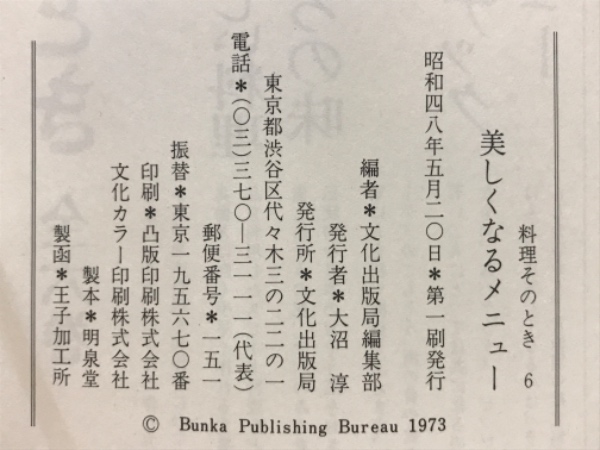 料理そのとき 6
美しくなるメニュー
昭和四八年五月二〇日＊第一刷発行
編者＊文化出版局編集部
発行者＊大沼 淳
発行所＊文化出版局
東京都渋谷区代々木三の二二の一
電話＊(〇三)三七〇―三一一一(代表)
郵便番号＊一五一
振替＊東京一九五六七〇番
印刷＊凸版印刷株式会社
文化カラー印刷株式会社
製本＊明泉堂
製函＊王子加工所
© Bunka Publishing Bureau 1973